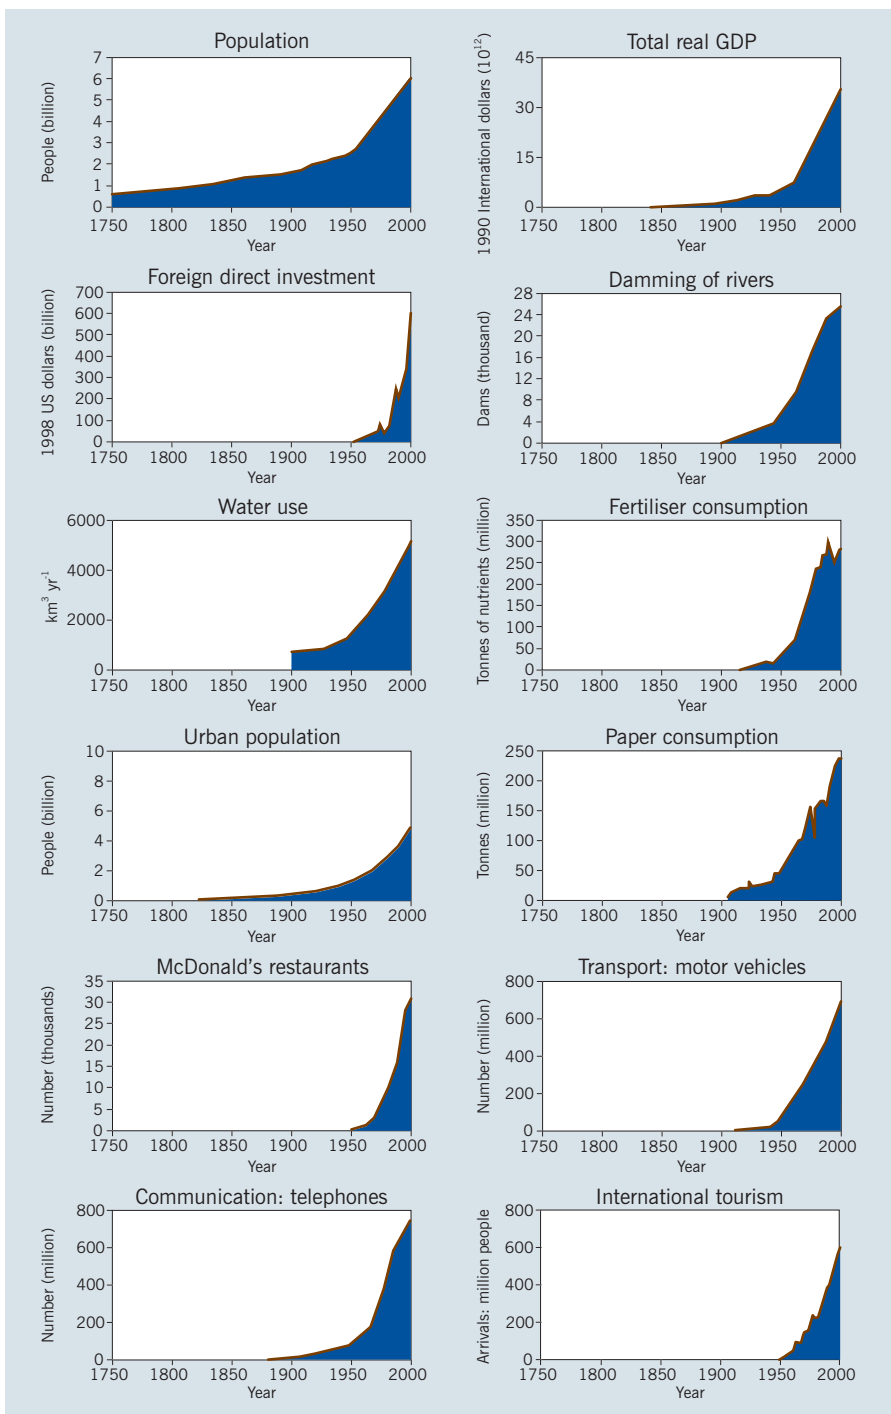 Population
People (billion)
7
6
5
4
3
2
1
0
1750 1800 1850 1900 1950 2000
Year
Total real GDP
1990 International dollars (10¹²)
45
30
15
0
1750 1800 1850 1900 1950 2000
Year
Foreign direct investment
1998 US dollars (billion)
700
600
500
400
300
200
100
0
1750 1800 1850 1900 1950 2000
Year
Damming of rivers
Dams (thousand)
28
24
20
16
12
8
4
0
1750 1800 1850 1900 1950 2000
Year
Water use
km³ yr⁻¹
6000
4000
2000
0
1750 1800 1850 1900 1950 2000
Year
Fertiliser consumption
Tonnes of nutrients (million)
350
300
250
200
150
100
50
0
1750 1800 1850 1900 1950 2000
Year
Urban population
People (billion)
10
8
6
4
2
0
1750 1800 1850 1900 1950 2000
Year
Paper consumption
Tonnes (million)
250
200
150
100
50
0
1750 1800 1850 1900 1950 2000
Year
McDonald’s restaurants
Number (thousands)
35
30
25
20
15
10
5
0
1750 1800 1850 1900 1950 2000
Year
Transport: motor vehicles
Number (million)
800
600
400
200
0
1750 1800 1850 1900 1950 2000
Year
Communication: telephones
Number (million)
800
600
400
200
0
1750 1800 1850 1900 1950 2000
Year
International tourism
Arrivals: million people
800
600
400
200
0
1750 1800 1850 1900 1950 2000
Year